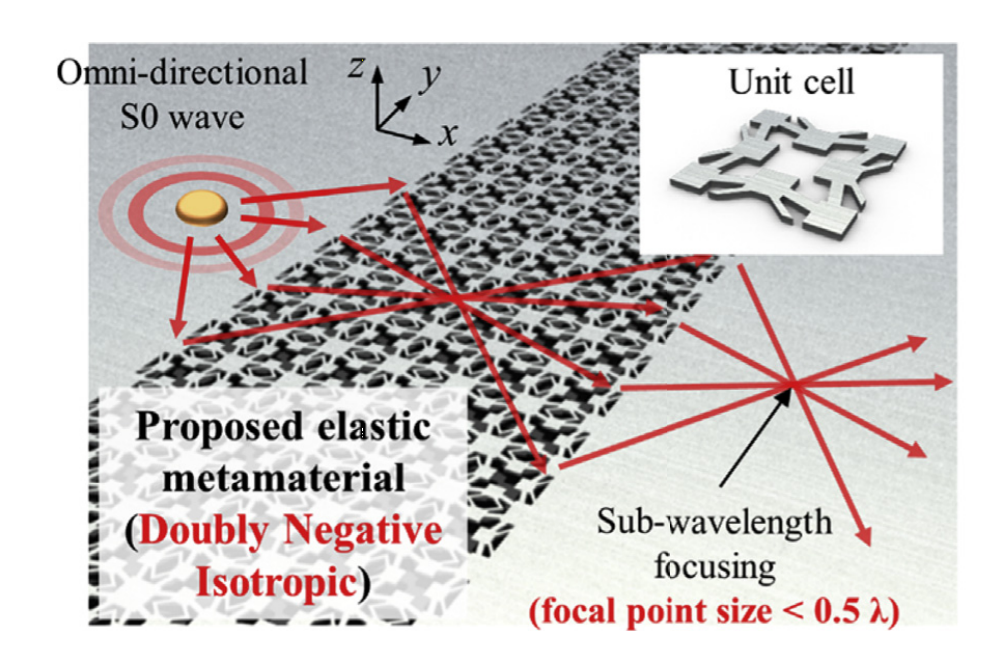 Omni-directional
S0 wave
z
y
x
Unit cell
Proposed elastic
metamaterial
(Doubly Negative
Isotropic)
Sub-wavelength
focusing
(focal point size < 0.5 λ)